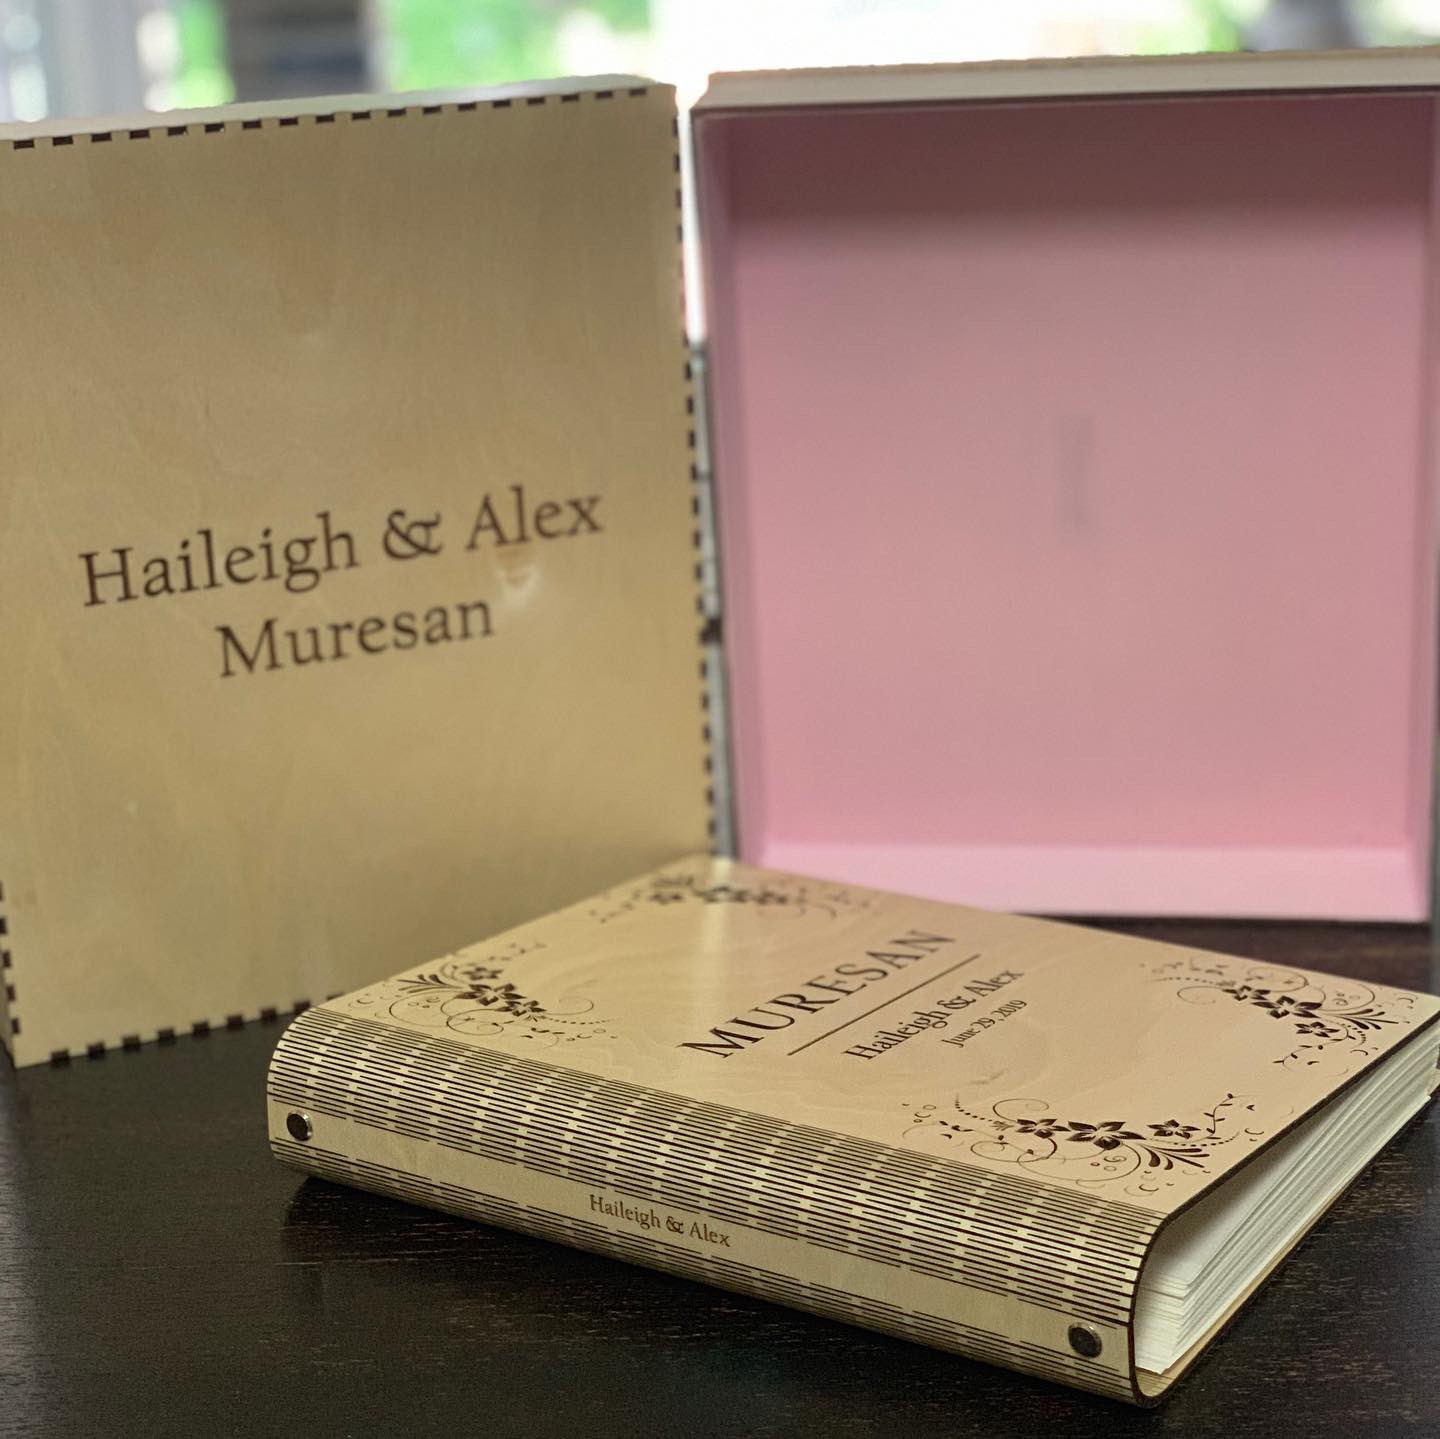 Haileigh & Alex
Muresan
MURESAN
Haileigh & Alex
June 29, 2019
Haileigh & Alex